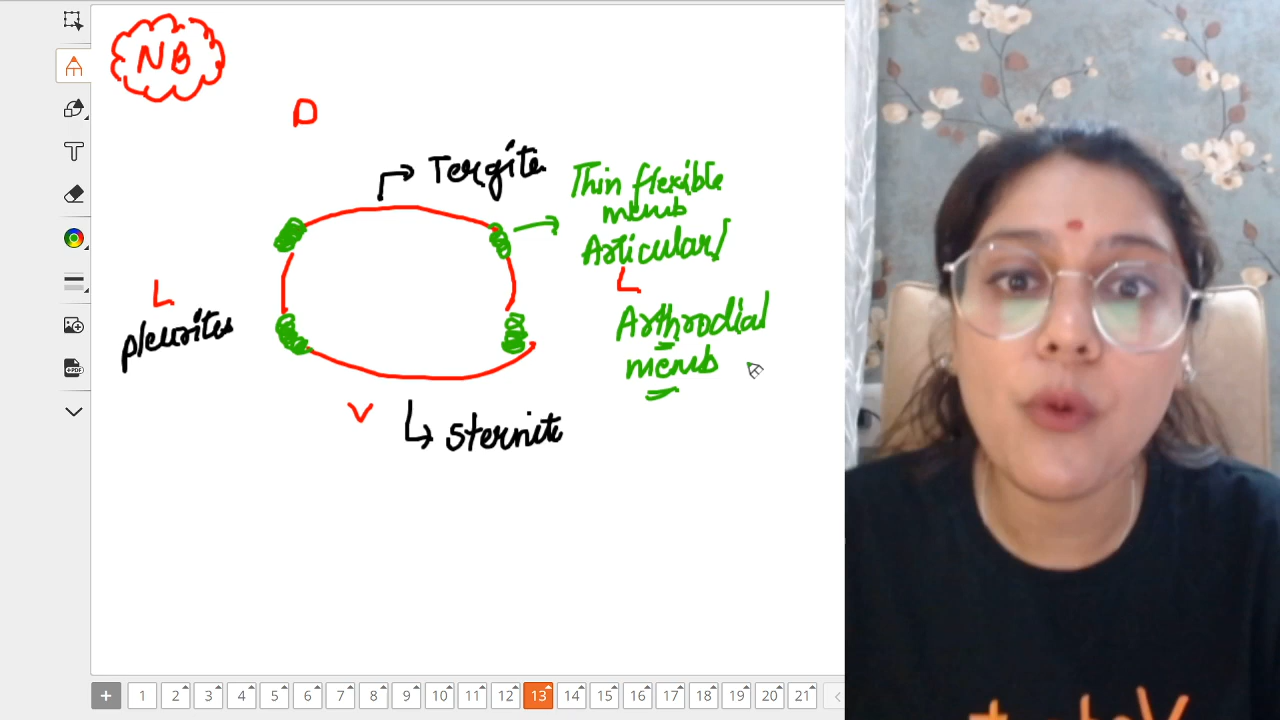 NB
D
Tergite
Thin flexible
memb
Articular/
L
L
pleurites
Arthrodial
memb
V
sternite
PDF
T
+ 1 2 3 4 5 6 7 8 9 10 11 12 13 14 15 16 17 18 19 20 21